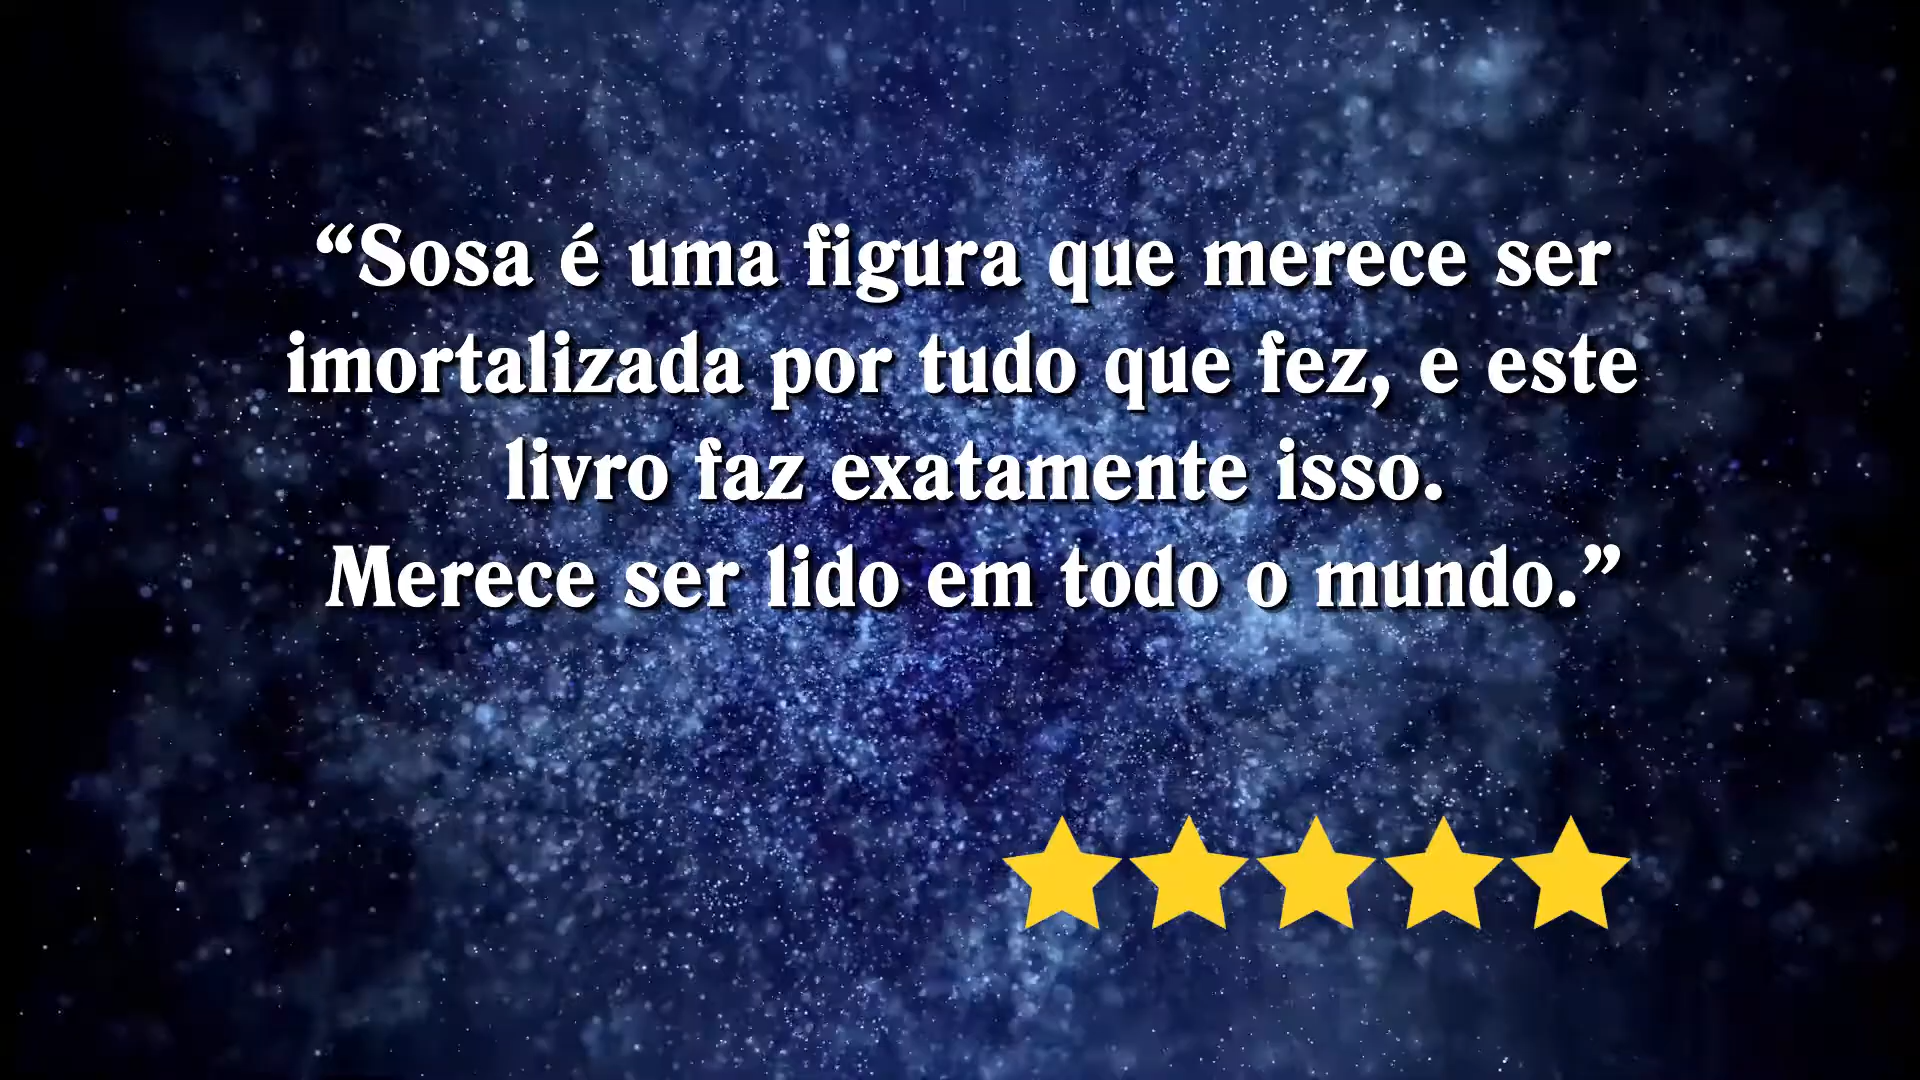 “Sosa é uma figura que merece ser
imortalizada por tudo que fez, e este
livro faz exatamente isso.
Merece ser lido em todo o mundo.”